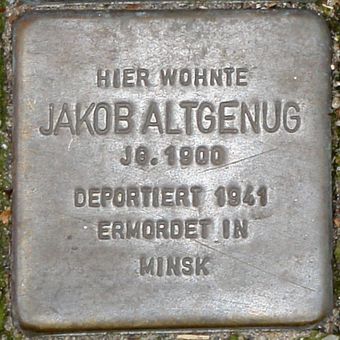 HIER WOHNTE
JAKOB ALTGENUG
JG. 1900
DEPORTIERT 1941
ERMORDET IN
MINSK